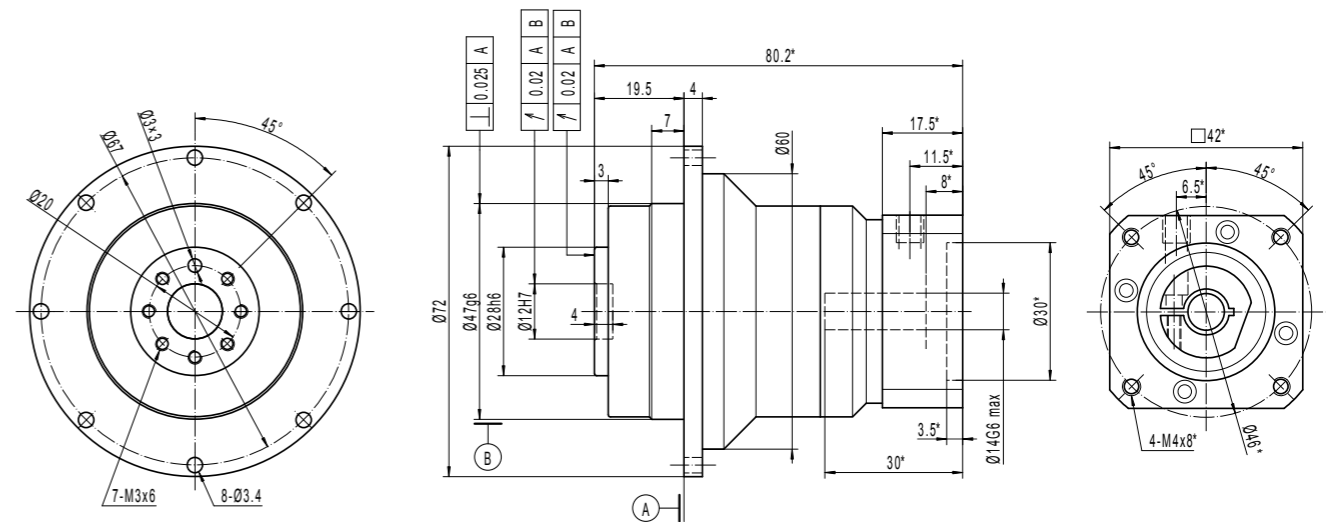 Ø3×3
45°
Ø67
Ø20
7-M3x6
8-Ø3.4
⟂ 0.025 A
↗ 0.02 A B
↗ 0.02 A B
80.2*
19.5
4
7
3
17.5*
11.5*
8*
Ø60
Ø72
Ø47g6
Ø28h6
Ø12H7
4
Ø30*
Ø14G6 max
3.5*
30*
B
A
□42*
45°
45°
6.5*
Ø46*
4-M4x8*